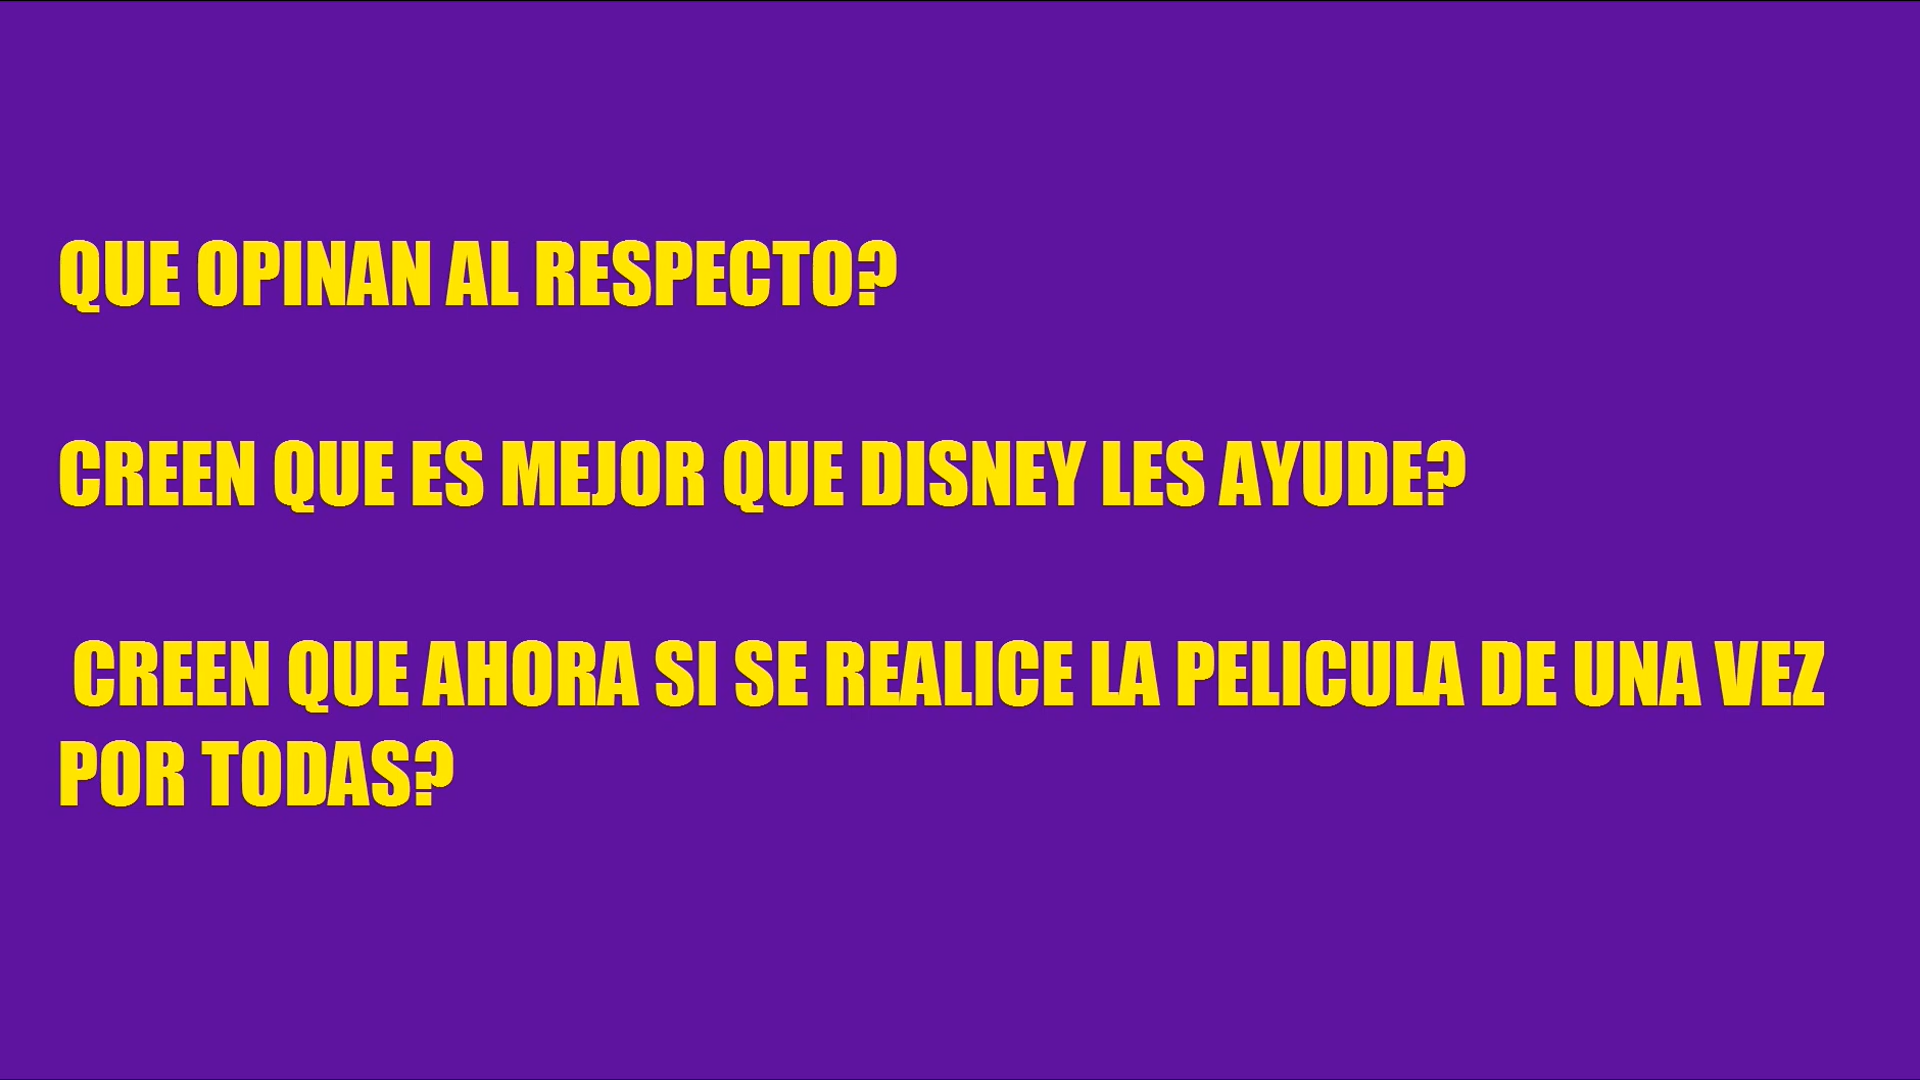 QUE OPINAN AL RESPECTO?
CREEN QUE ES MEJOR QUE DISNEY LES AYUDE?
CREEN QUE AHORA SI SE REALICE LA PELICULA DE UNA VEZ
POR TODAS?